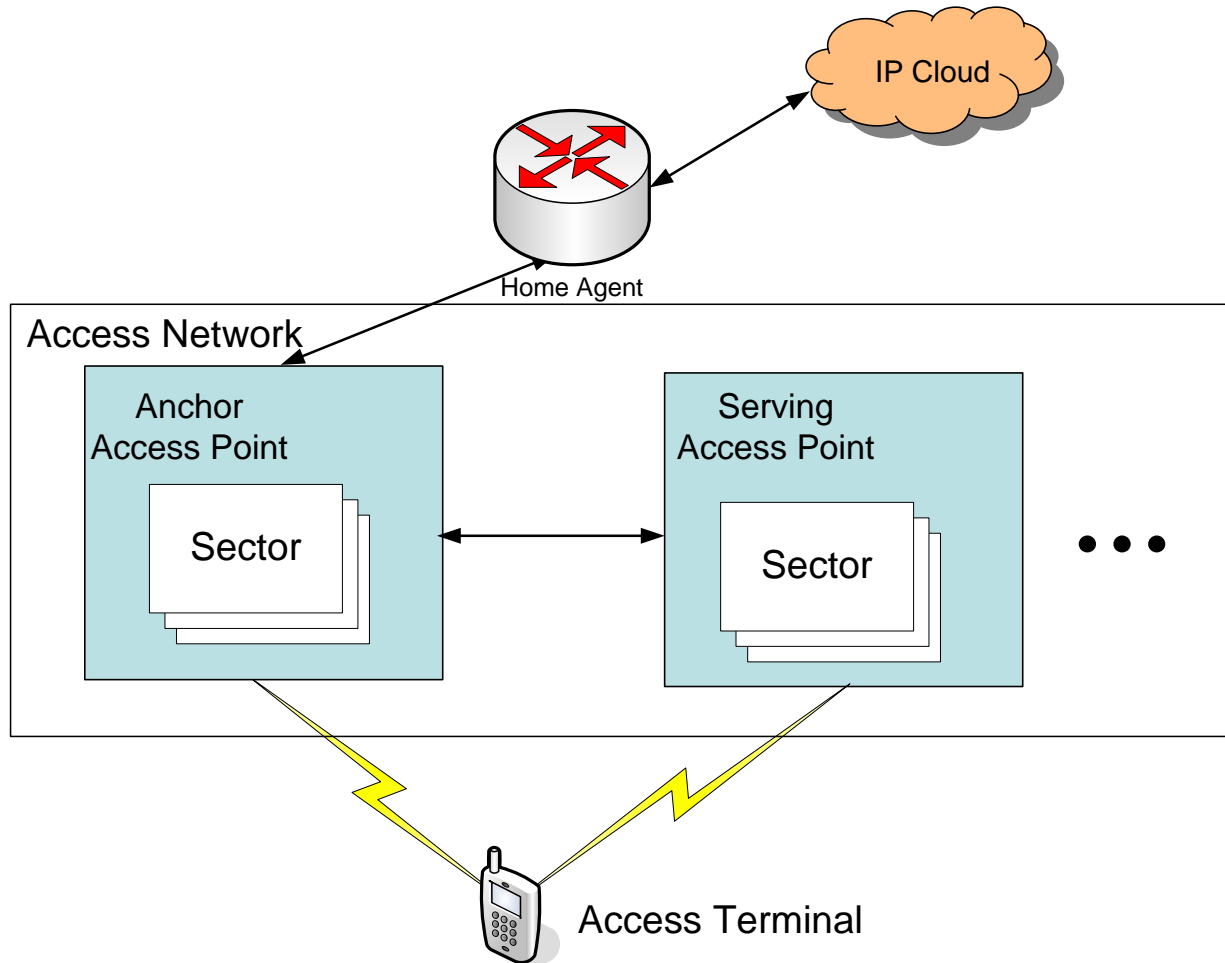 IP Cloud
Home Agent
Access Network
Anchor
Access Point
Sector
Serving
Access Point
Sector
Access Terminal